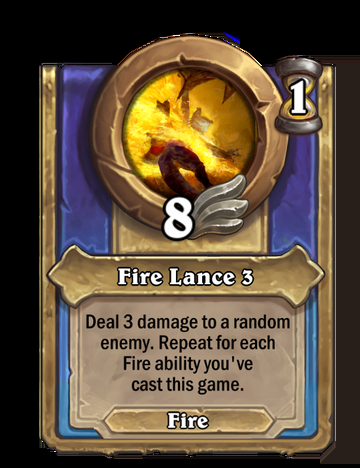 1
8
Fire Lance 3
Deal 3 damage to a random
enemy. Repeat for each
Fire ability you've
cast this game.
Fire